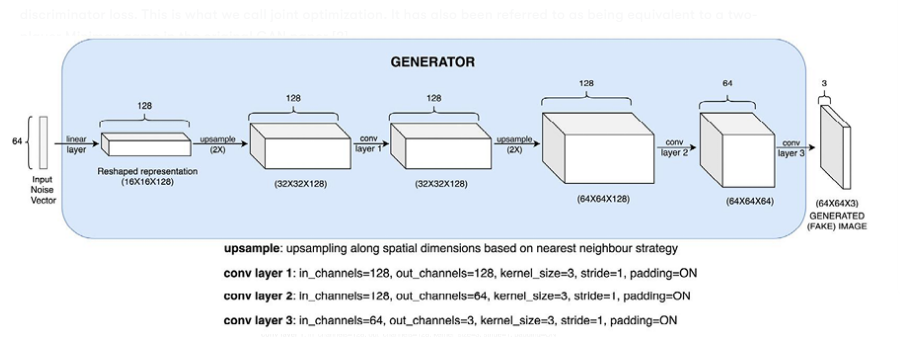 discriminator loss. This is what we call joint optimization. It has also been referred to as being equivalent to a two-
GENERATOR
128
128
128
128
64
3
64
linear
layer
upsample
(2X)
conv
layer 1
upsample
(2X)
conv
layer 2
conv
layer 3
Input
Noise
Vector
Reshaped representation
(16X16X128)
(32X32X128)
(32X32X128)
(64X64X128)
(64X64X64)
(64X64X3)
GENERATED
(FAKE) IMAGE
upsample: upsampling along spatial dimensions based on nearest neighbour strategy
conv layer 1: in_channels=128, out_channels=128, kernel_size=3, stride=1, padding=ON
conv layer 2: in_channels=128, out_channels=64, kernel_size=3, stride=1, padding=ON
conv layer 3: in_channels=64, out_channels=3, kernel_size=3, stride=1, padding=ON